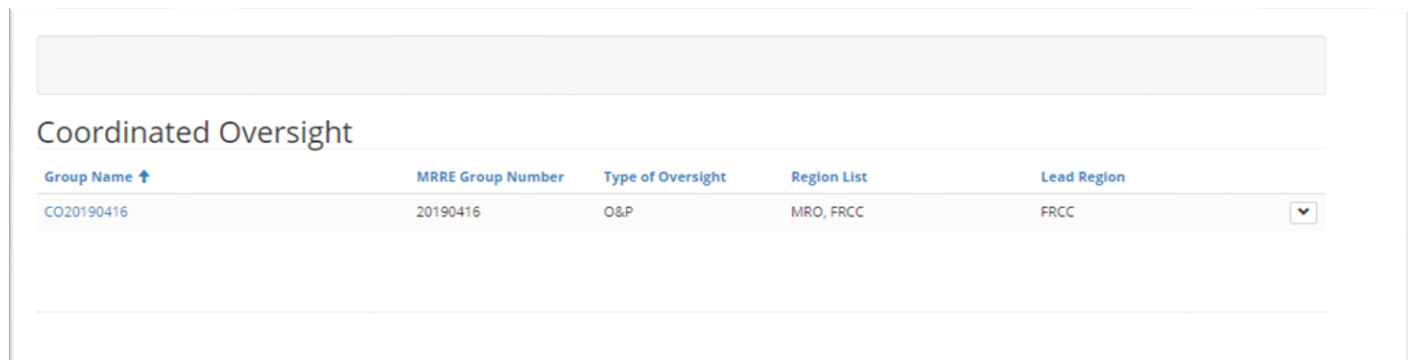 Coordinated Oversight
Group Name MRRE Group Number Type of Oversight Region List Lead Region
CO20190416 20190416 O&P MRO, FRCC FRCC